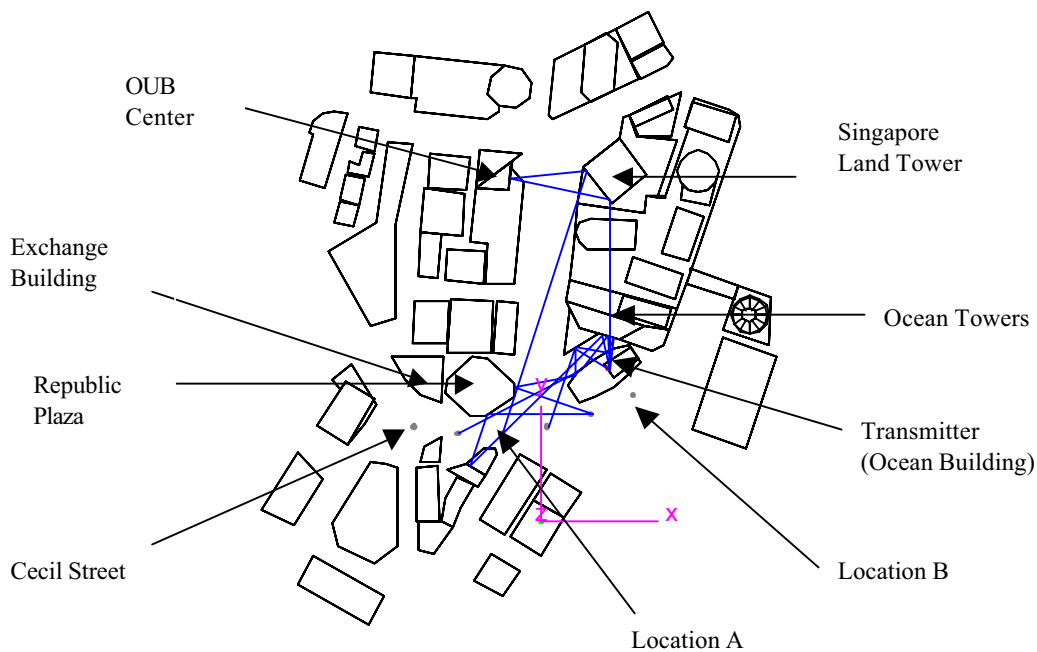 OUB
Center
Singapore
Land Tower
Exchange
Building
Ocean Towers
Republic
Plaza
y
Transmitter
(Ocean Building)
z
x
Cecil Street
Location B
Location A